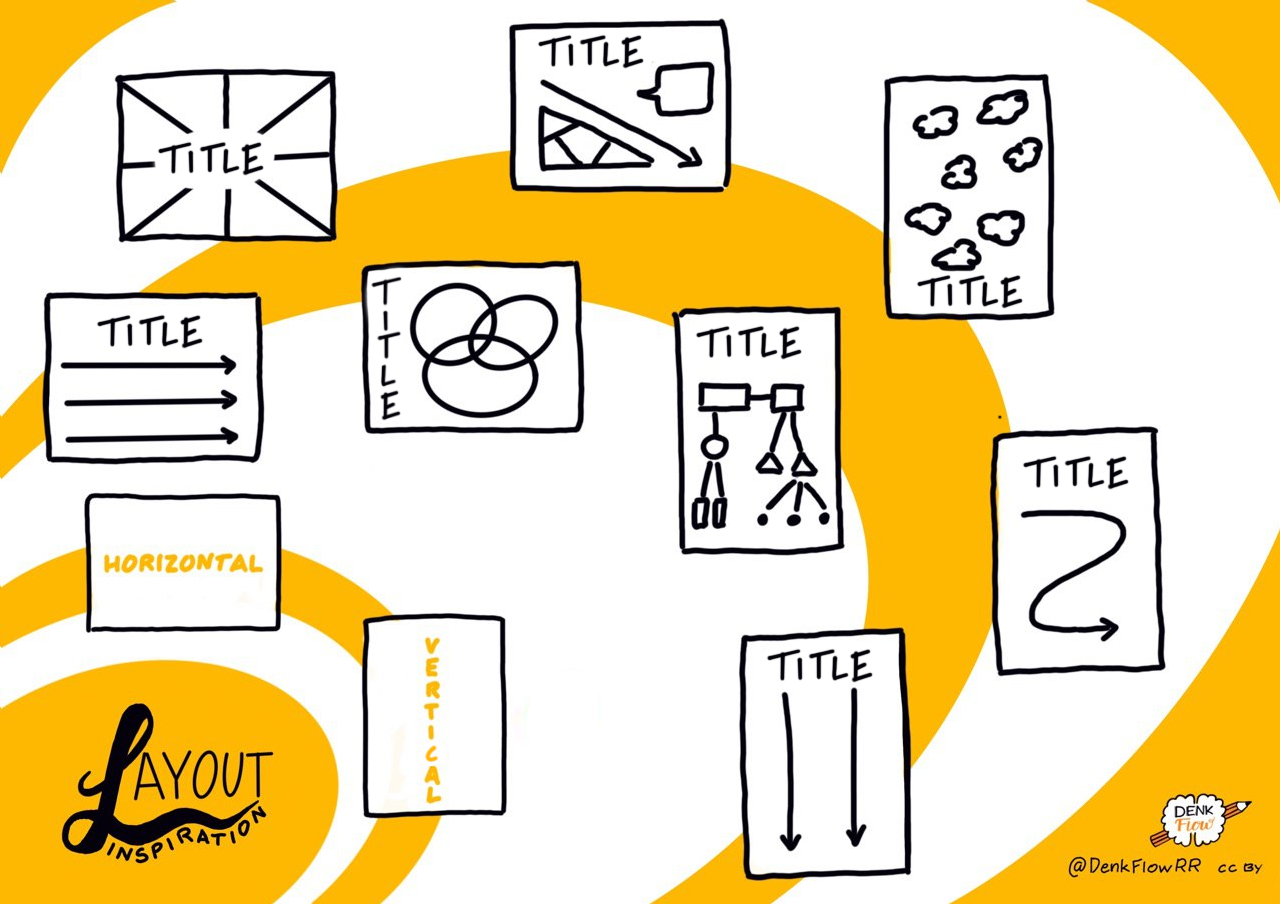 TITLE
TITLE
TITLE
TITLE
TITLE
TITLE
HORIZONTAL
TITLE
VERTICAL
TITLE
LAYOUT
INSPIRATION
DENK
Flow
@DenkFlowRR CC BY